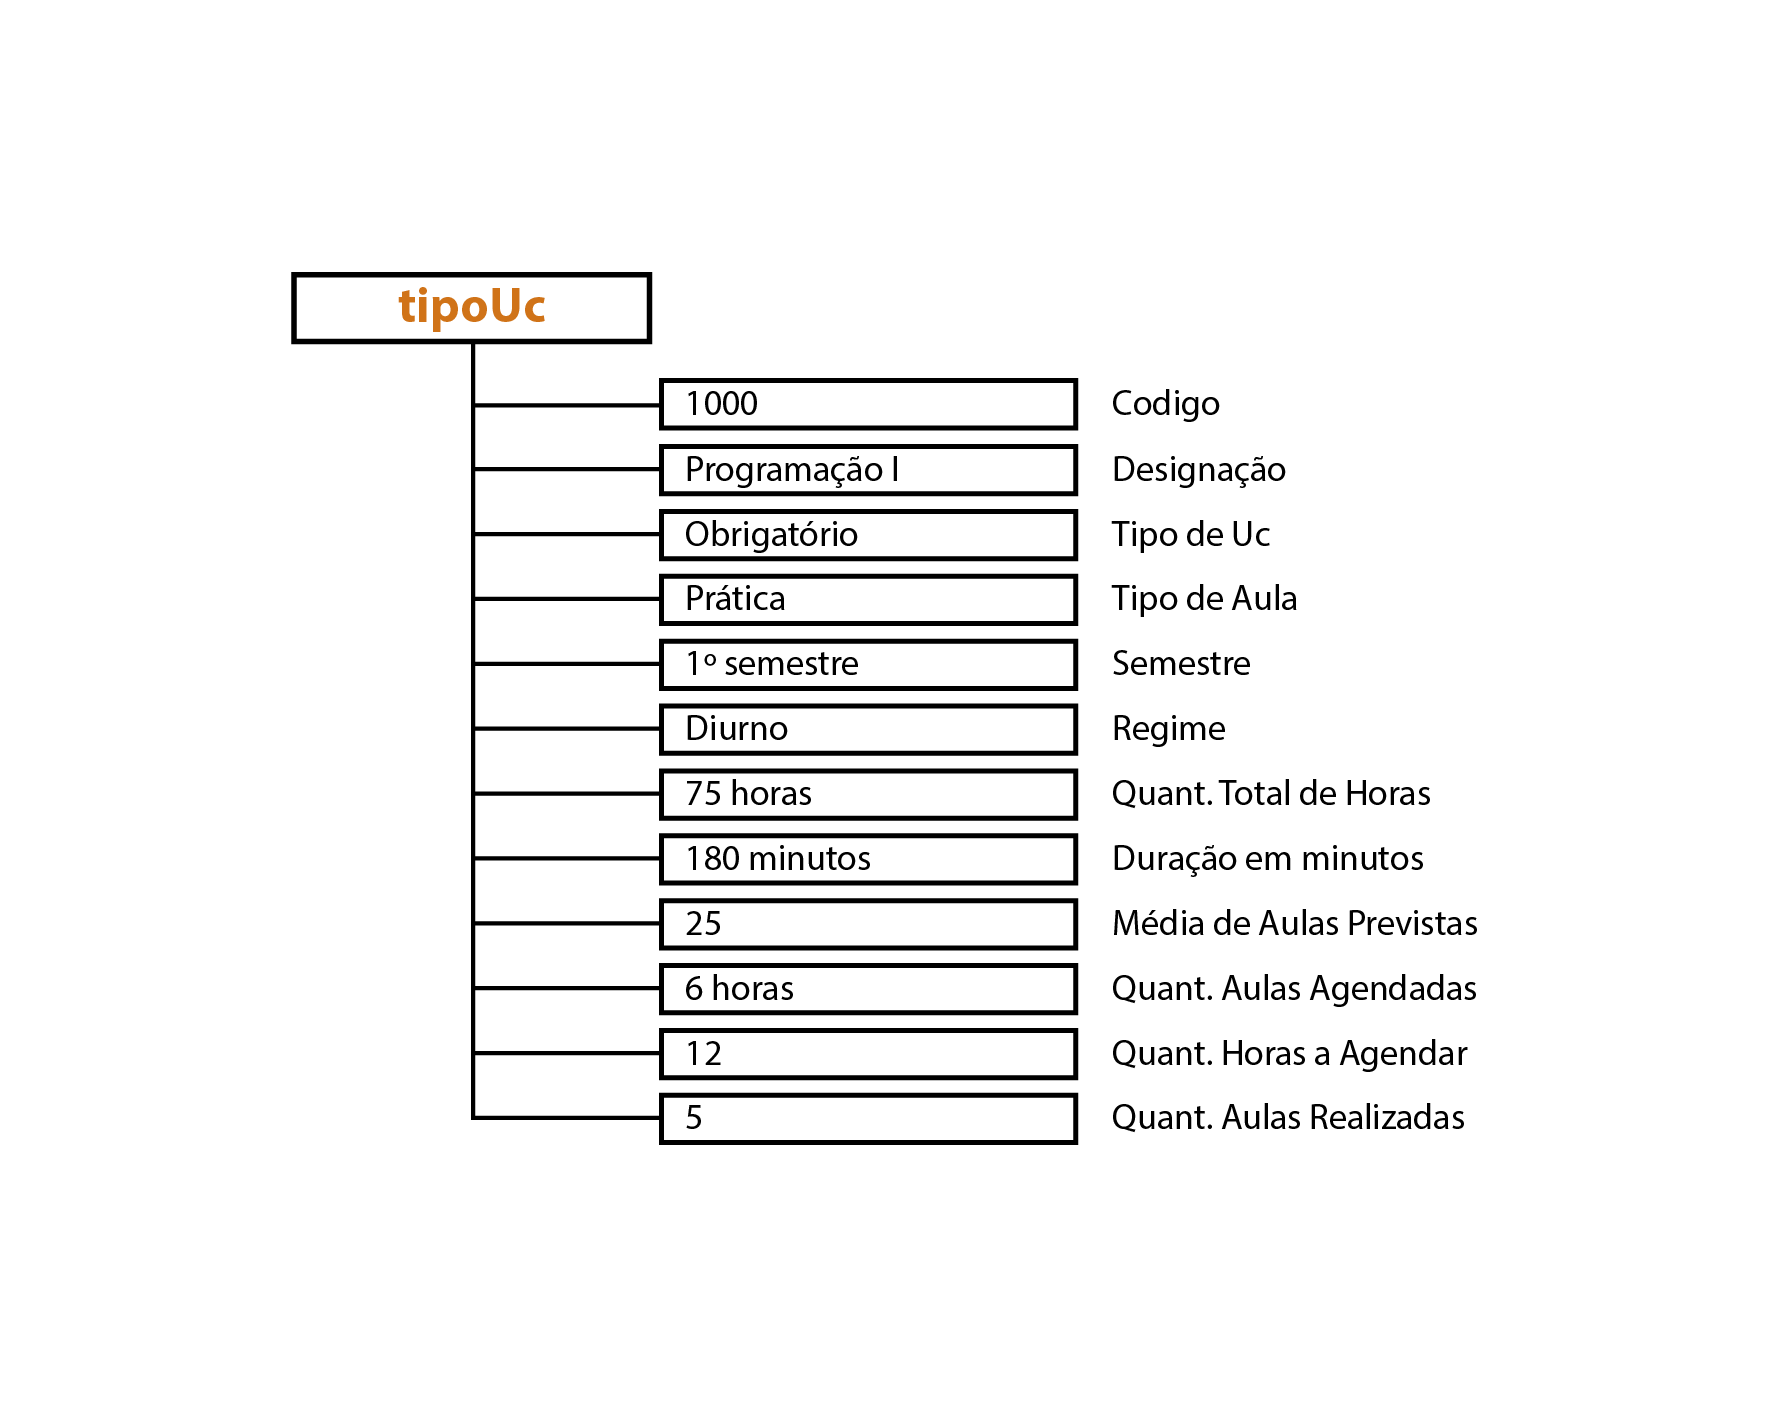 tipoUc
1000 Codigo
Programação I Designação
Obrigatório Tipo de Uc
Prática Tipo de Aula
1º semestre Semestre
Diurno Regime
75 horas Quant. Total de Horas
180 minutos Duração em minutos
25 Média de Aulas Previstas
6 horas Quant. Aulas Agendadas
12 Quant. Horas a Agendar
5 Quant. Aulas Realizadas